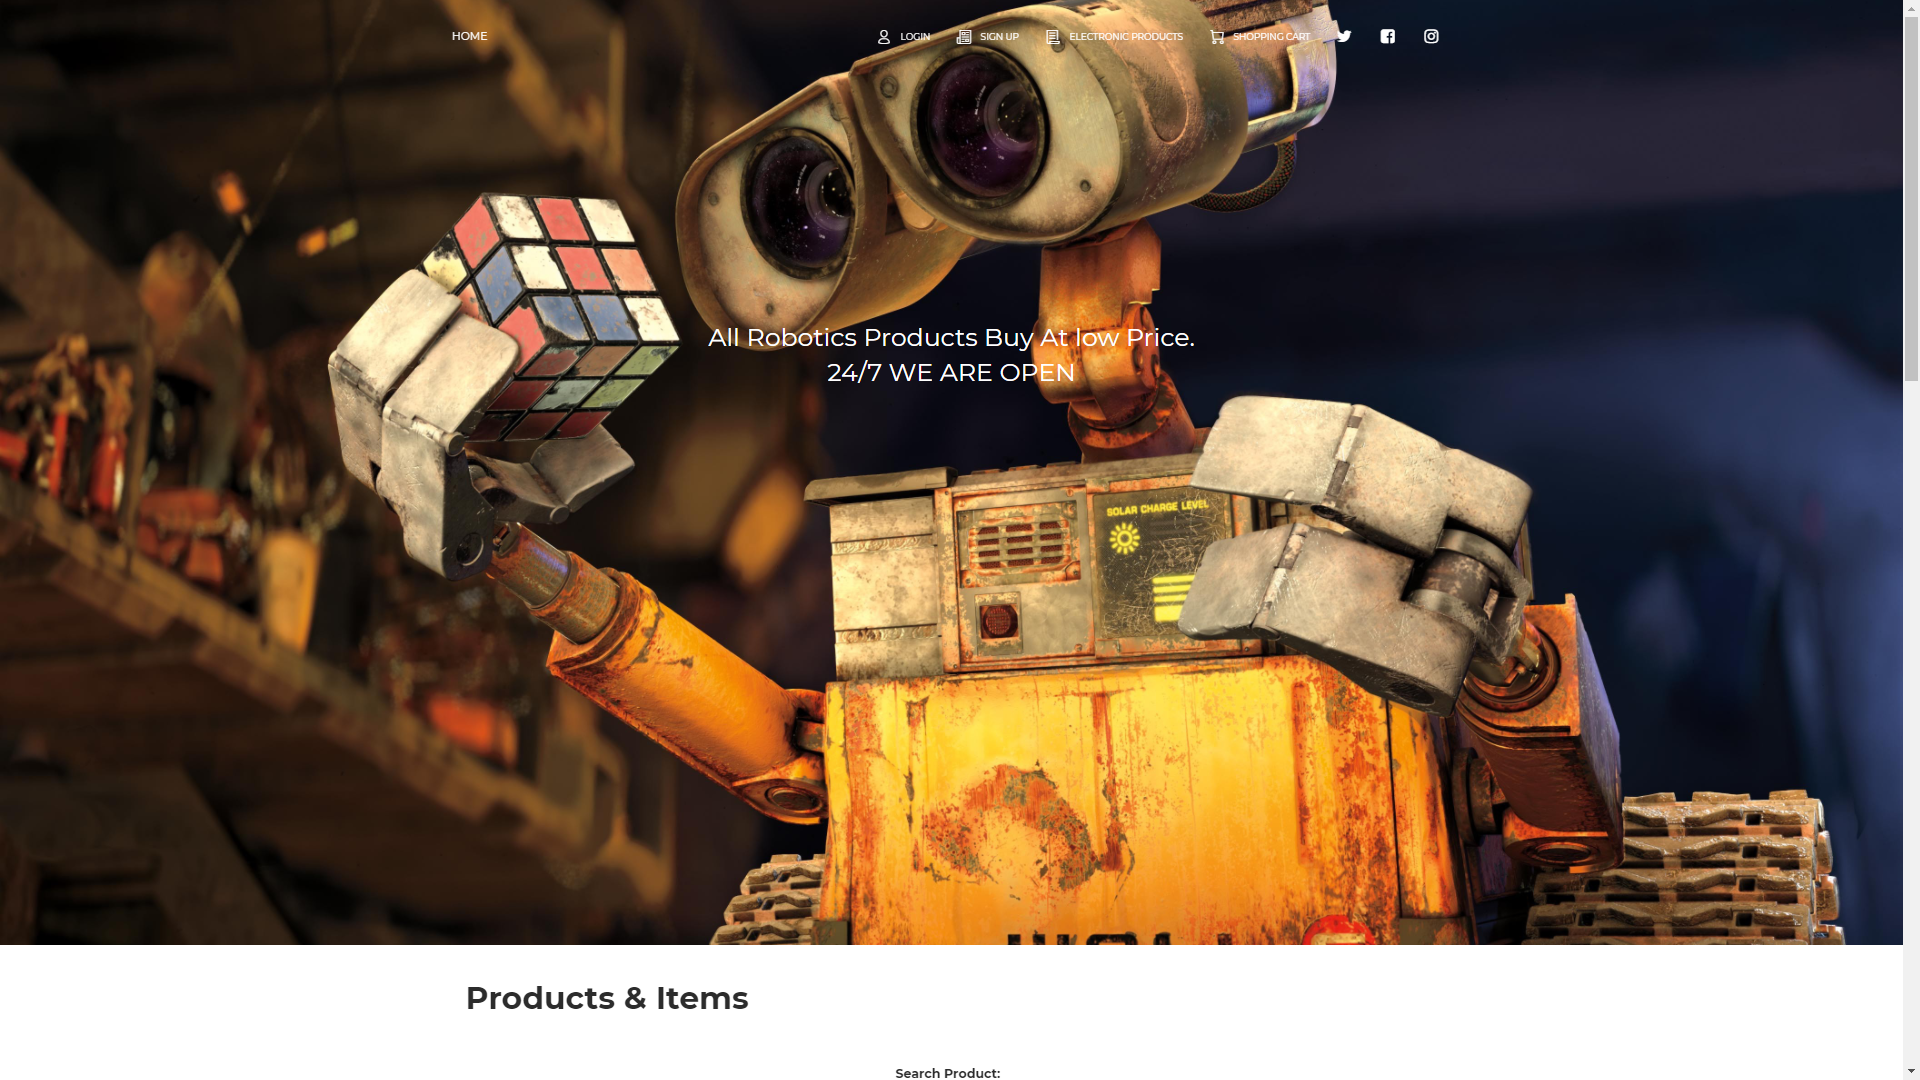 HOME
LOGIN
SIGN UP
ELECTRONIC PRODUCTS
SHOPPING CART
All Robotics Products Buy At low Price.
24/7 WE ARE OPEN
SOLAR CHARGE LEVEL
Products & Items
Search Product: